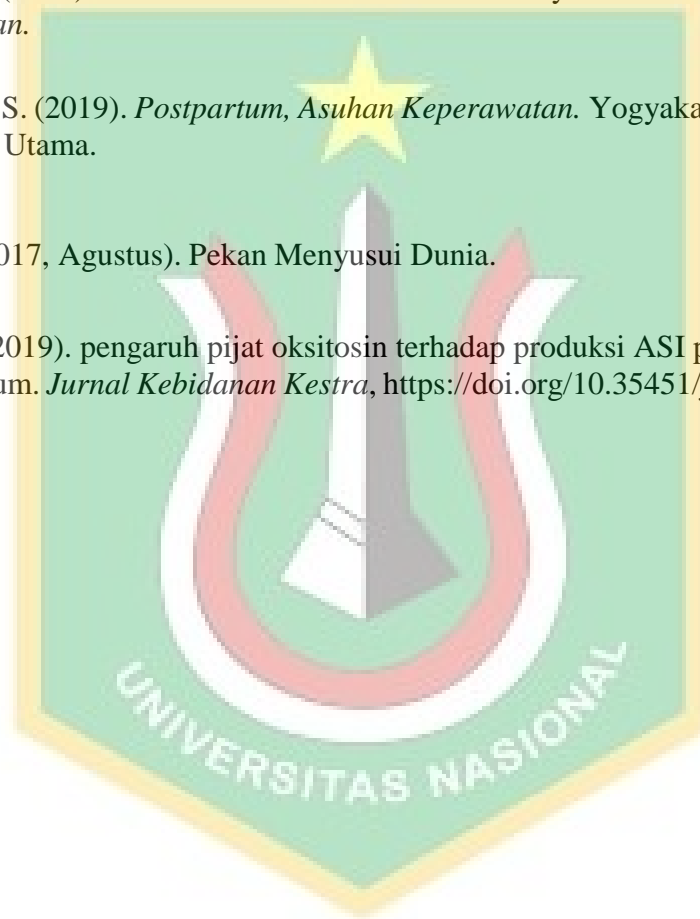 an.
S. (2019). Postpartum, Asuhan Keperawatan. Yogyaka
Utama.
017, Agustus). Pekan Menyusui Dunia.
2019). pengaruh pijat oksitosin terhadap produksi ASI p
um. Jurnal Kebidanan Kestra, https://doi.org/10.35451/
UNIVERSITAS NASIONAL